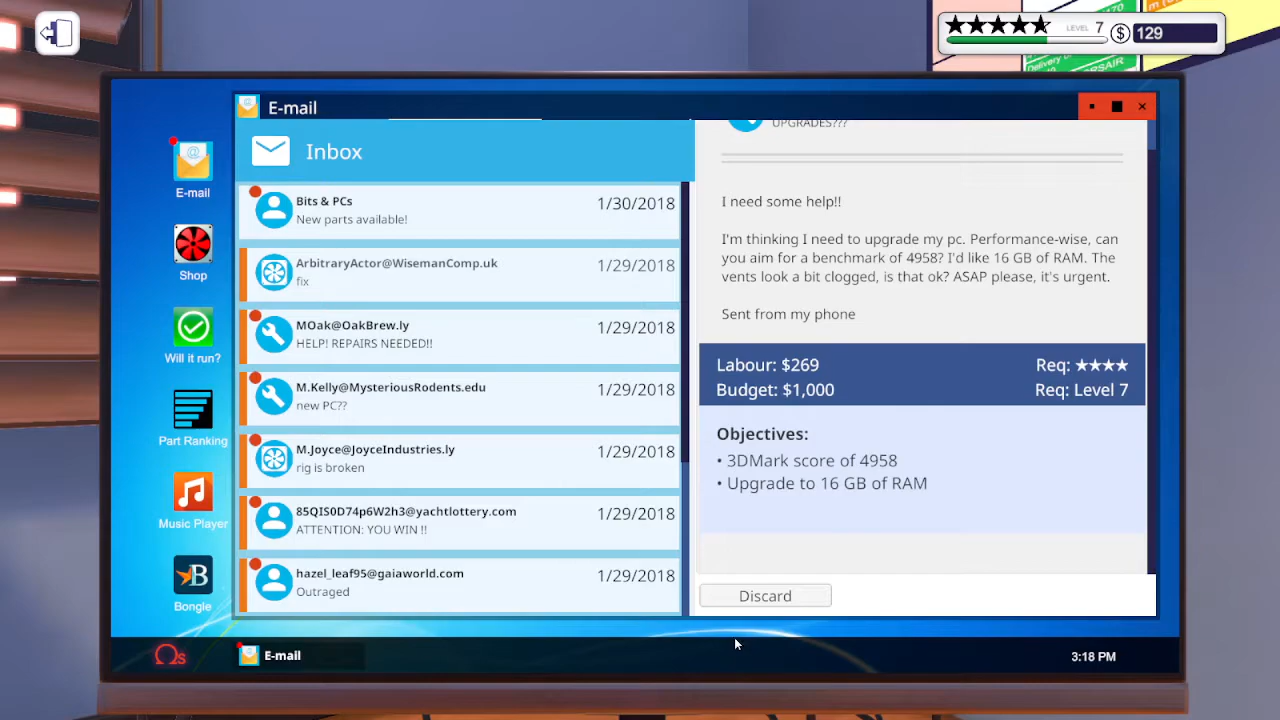 LEVEL 7
$ 129
Delivery
SAIR
E-mail
Shop
Will it run?
Part Ranking
Music Player
Bongle
E-mail
Inbox
Bits & PCs
1/30/2018
New parts available!
ArbitraryActor@WisemanComp.uk
1/29/2018
fix
MOak@OakBrew.ly
1/29/2018
HELP! REPAIRS NEEDED!!
M.Kelly@MysteriousRodents.edu
1/29/2018
new PC??
M.Joyce@JoyceIndustries.ly
1/29/2018
rig is broken
85QIS0D74p6W2h3@yachtlottery.com
1/29/2018
ATTENTION: YOU WIN !!
hazel_leaf95@gaiaworld.com
1/29/2018
Outraged
UPGRADES???
I need some help!!
I'm thinking I need to upgrade my pc. Performance-wise, can
you aim for a benchmark of 4958? I'd like 16 GB of RAM. The
vents look a bit clogged, is that ok? ASAP please, it's urgent.
Sent from my phone
Labour: $269
Req: ★★★★
Budget: $1,000
Req: Level 7
Objectives:
• 3DMark score of 4958
• Upgrade to 16 GB of RAM
Discard
Ωs
E-mail
3:18 PM